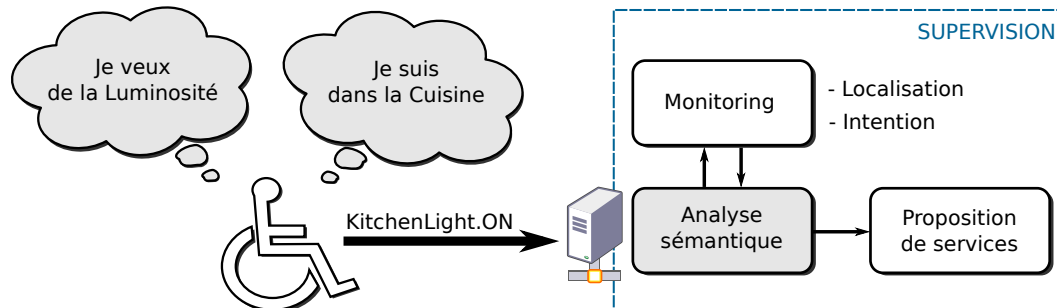 Je veux
de la Luminosité
Je suis
dans la Cuisine
KitchenLight.ON
SUPERVISION
Monitoring
- Localisation
- Intention
Analyse
sémantique
Proposition
de services